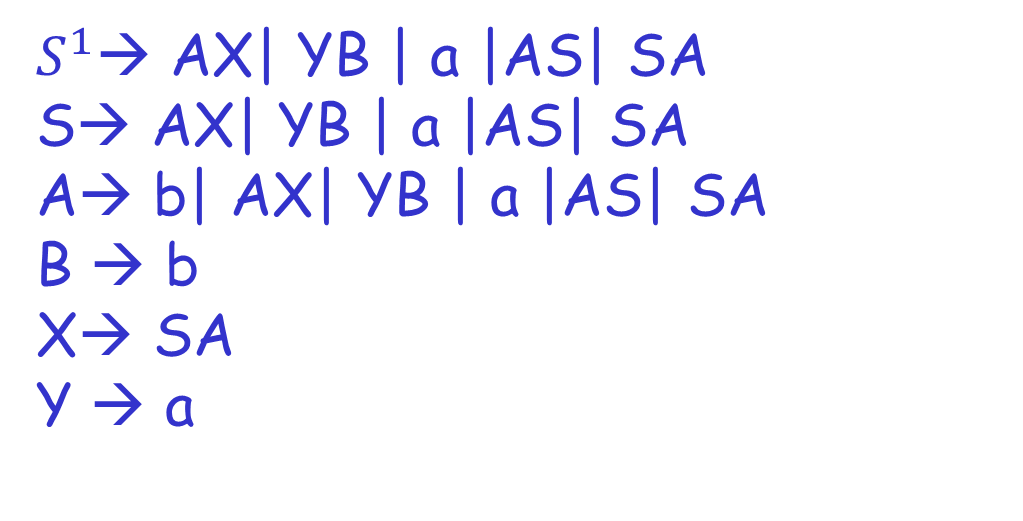 S¹→ AX| YB | a |AS| SA
S→ AX| YB | a |AS| SA
A→ b| AX| YB | a |AS| SA
B → b
X→ SA
Y → a